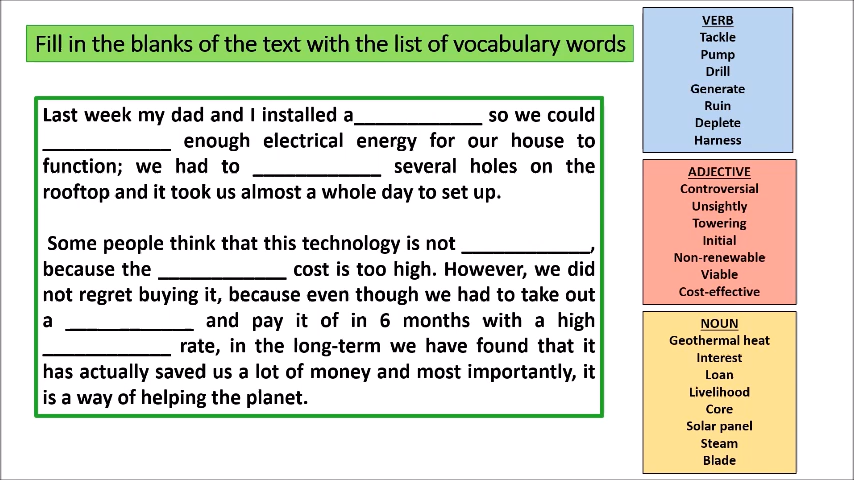 Fill in the blanks of the text with the list of vocabulary words
Last week my dad and I installed a____________ so we could
____________ enough electrical energy for our house to
function; we had to ____________ several holes on the
rooftop and it took us almost a whole day to set up.
Some people think that this technology is not ____________,
because the ____________ cost is too high. However, we did
not regret buying it, because even though we had to take out
a ____________ and pay it of in 6 months with a high
____________ rate, in the long-term we have found that it
has actually saved us a lot of money and most importantly, it
is a way of helping the planet.
VERB
Tackle
Pump
Drill
Generate
Ruin
Deplete
Harness
ADJECTIVE
Controversial
Unsightly
Towering
Initial
Non-renewable
Viable
Cost-effective
NOUN
Geothermal heat
Interest
Loan
Livelihood
Core
Solar panel
Steam
Blade